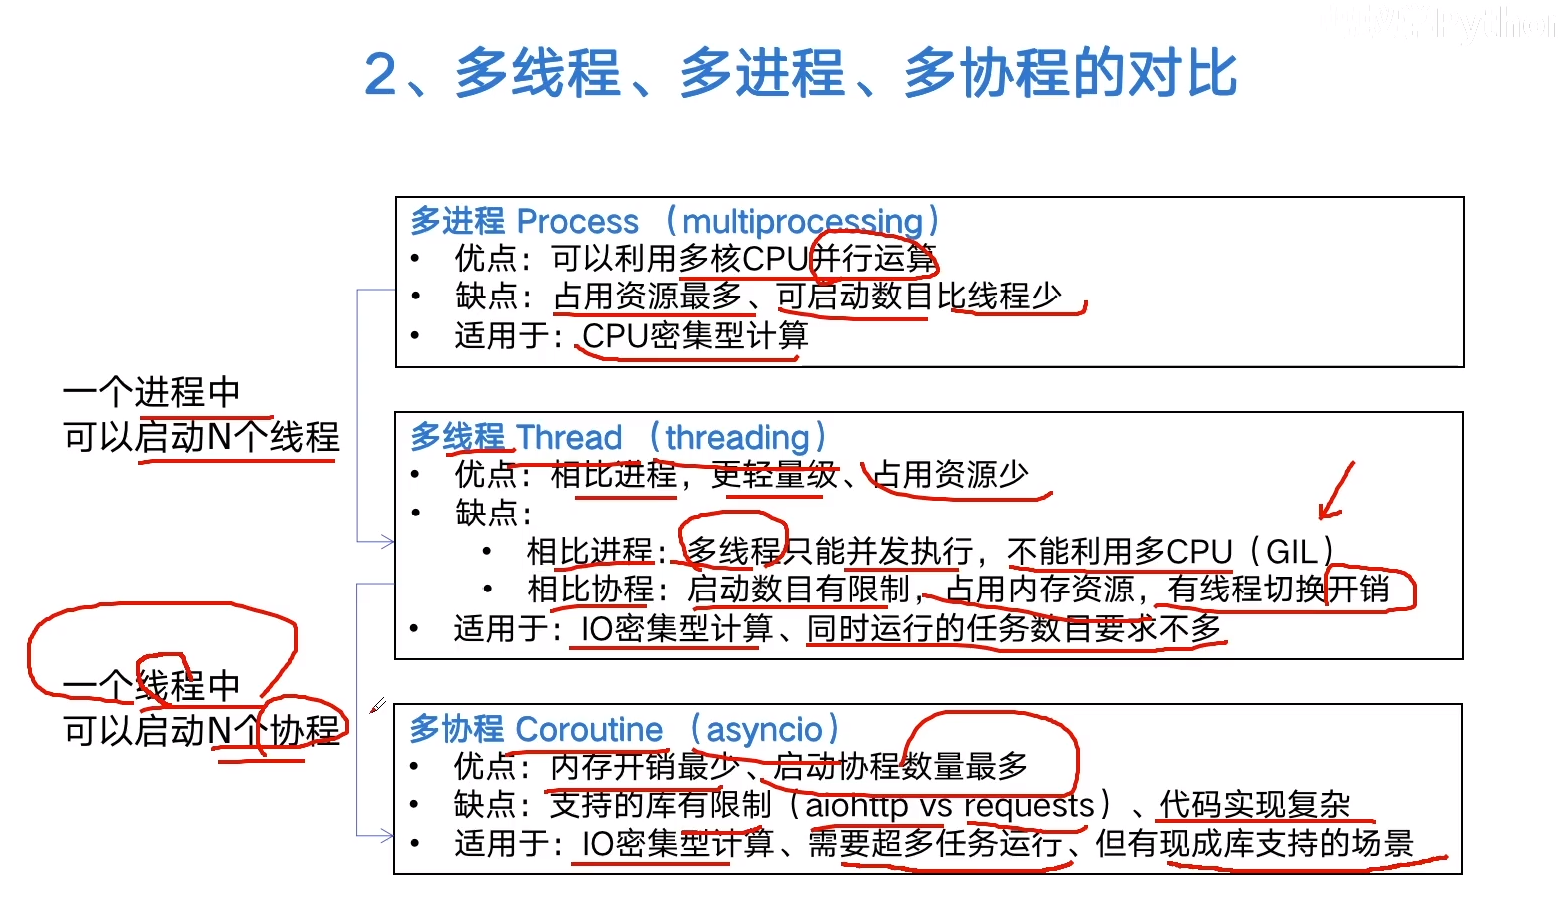 2、多线程、多进程、多协程的对比
多进程 Process （multiprocessing）
• 优点：可以利用多核CPU并行运算
• 缺点：占用资源最多、可启动数目比线程少
• 适用于：CPU密集型计算
一个进程中
可以启动N个线程
多线程 Thread （threading）
• 优点：相比进程，更轻量级、占用资源少
• 缺点：
• 相比进程：多线程只能并发执行，不能利用多CPU（GIL）
• 相比协程：启动数目有限制，占用内存资源，有线程切换开销
• 适用于：IO密集型计算、同时运行的任务数目要求不多
一个线程中
可以启动N个协程
多协程 Coroutine （asyncio）
• 优点：内存开销最少、启动协程数量最多
• 缺点：支持的库有限制（aiohttp vs requests）、代码实现复杂
• 适用于：IO密集型计算、需要超多任务运行、但有现成库支持的场景